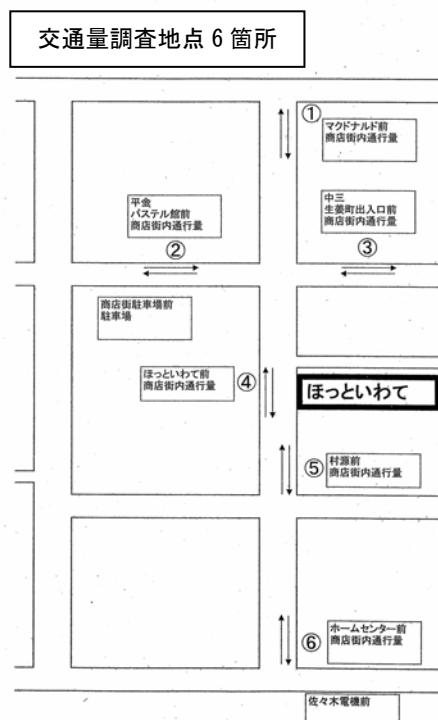 交通量調査地点6箇所
①
マクドナルド前
商店街内通行量
平金
パステル館前
商店街内通行量
②
中三
生姜町出入口前
商店街内通行量
③
商店街駐車場前
駐車場
ほっといわて前
商店街内通行量
④
ほっといわて
⑤
村源前
商店街内通行量
⑥
ホームセンター前
商店街内通行量
佐々木電機前